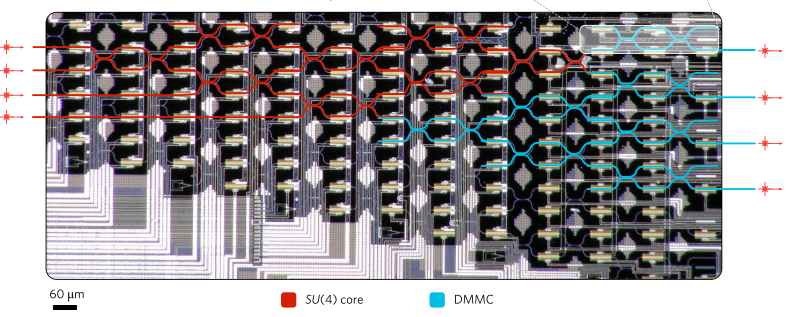 60 μm
SU(4) core
DMMC